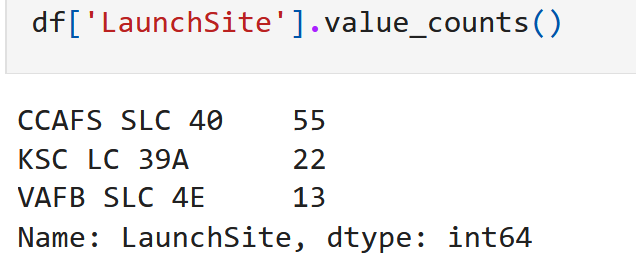 df['LaunchSite'].value_counts()
CCAFS SLC 40    55
KSC LC 39A      22
VAFB SLC 4E     13
Name: LaunchSite, dtype: int64